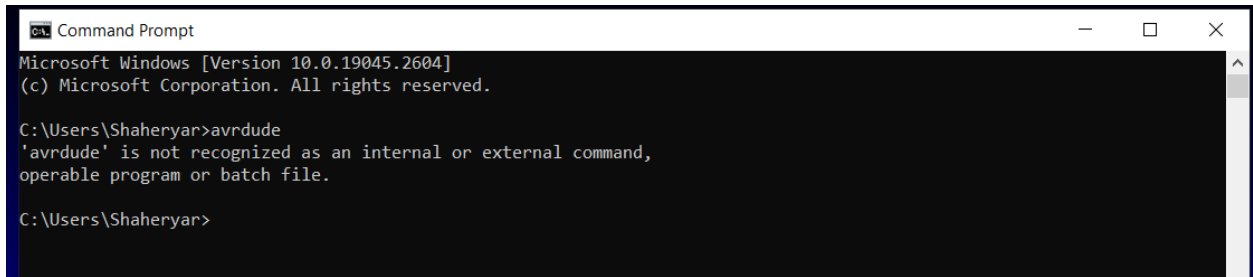 Command Prompt
Microsoft Windows [Version 10.0.19045.2604]
(c) Microsoft Corporation. All rights reserved.
C:\Users\Shaheryar>avrdude
'avrdude' is not recognized as an internal or external command,
operable program or batch file.
C:\Users\Shaheryar>